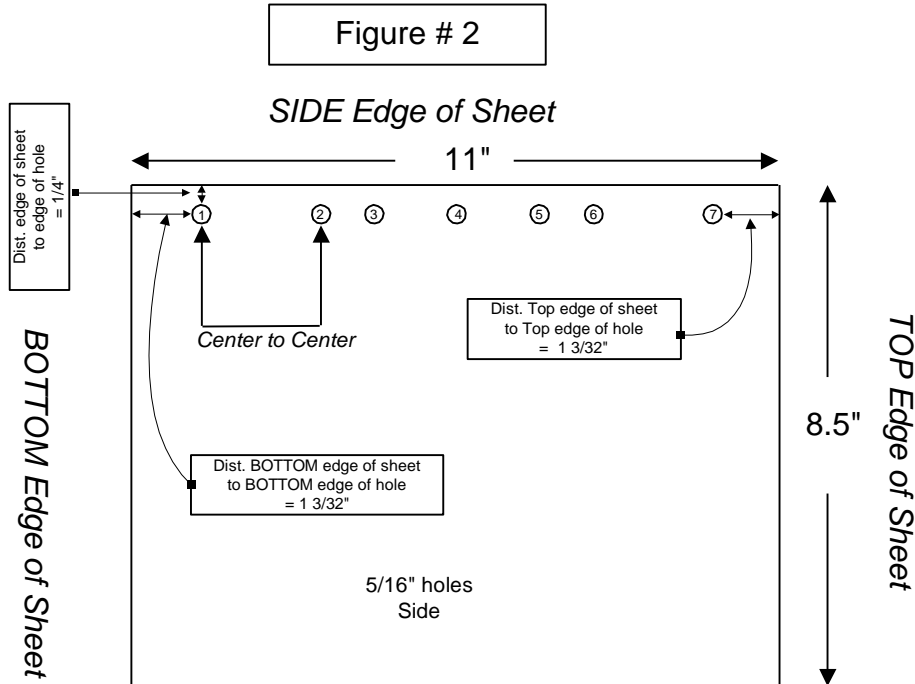 Figure # 2
SIDE Edge of Sheet
11"
Dist. edge of sheet
to edge of hole
= 1/4"
1
2
3
4
5
6
7
Center to Center
Dist. Top edge of sheet
to Top edge of hole
= 1 3/32"
BOTTOM Edge of Sheet
TOP Edge of Sheet
8.5"
Dist. BOTTOM edge of sheet
to BOTTOM edge of hole
= 1 3/32"
5/16" holes
Side